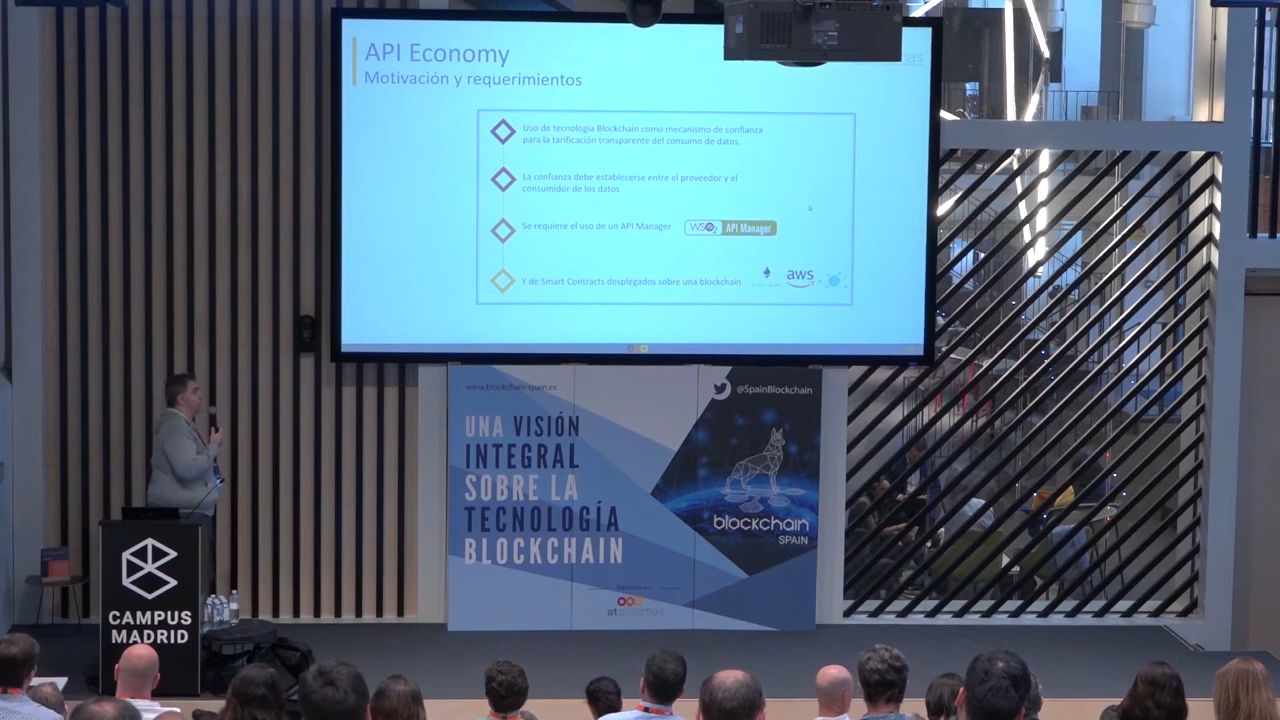 API Economy
Motivación y requerimientos
Uso de tecnología Blockchain como mecanismo de confianza
para la tarificación transparente del consumo de datos.
La confianza debe establecerse entre el proveedor y el
consumidor de los datos
Se requiere el uso de un API Manager
WSO2 API Manager
Y de Smart Contracts desplegados sobre una blockchain
aws
www.blockchain-spain.es
@SpainBlockchain
UNA VISIÓN
INTEGRAL
SOBRE LA
TECNOLOGÍA
BLOCKCHAIN
blockchain
SPAIN
atsistemas
CAMPUS
MADRID